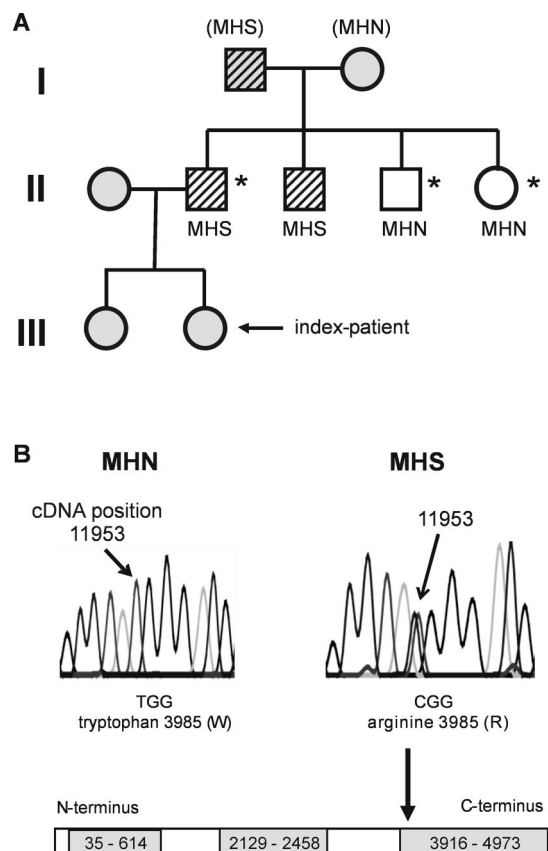 A
(MHS) (MHN)
I
II
*
*
*
MHS MHS MHN MHN
III
index-patient
B
MHN MHS
cDNA position
11953
11953
TGG
tryptophan 3985 (W)
CGG
arginine 3985 (R)
N-terminus C-terminus
35 - 614 2129 - 2458 3916 - 4973